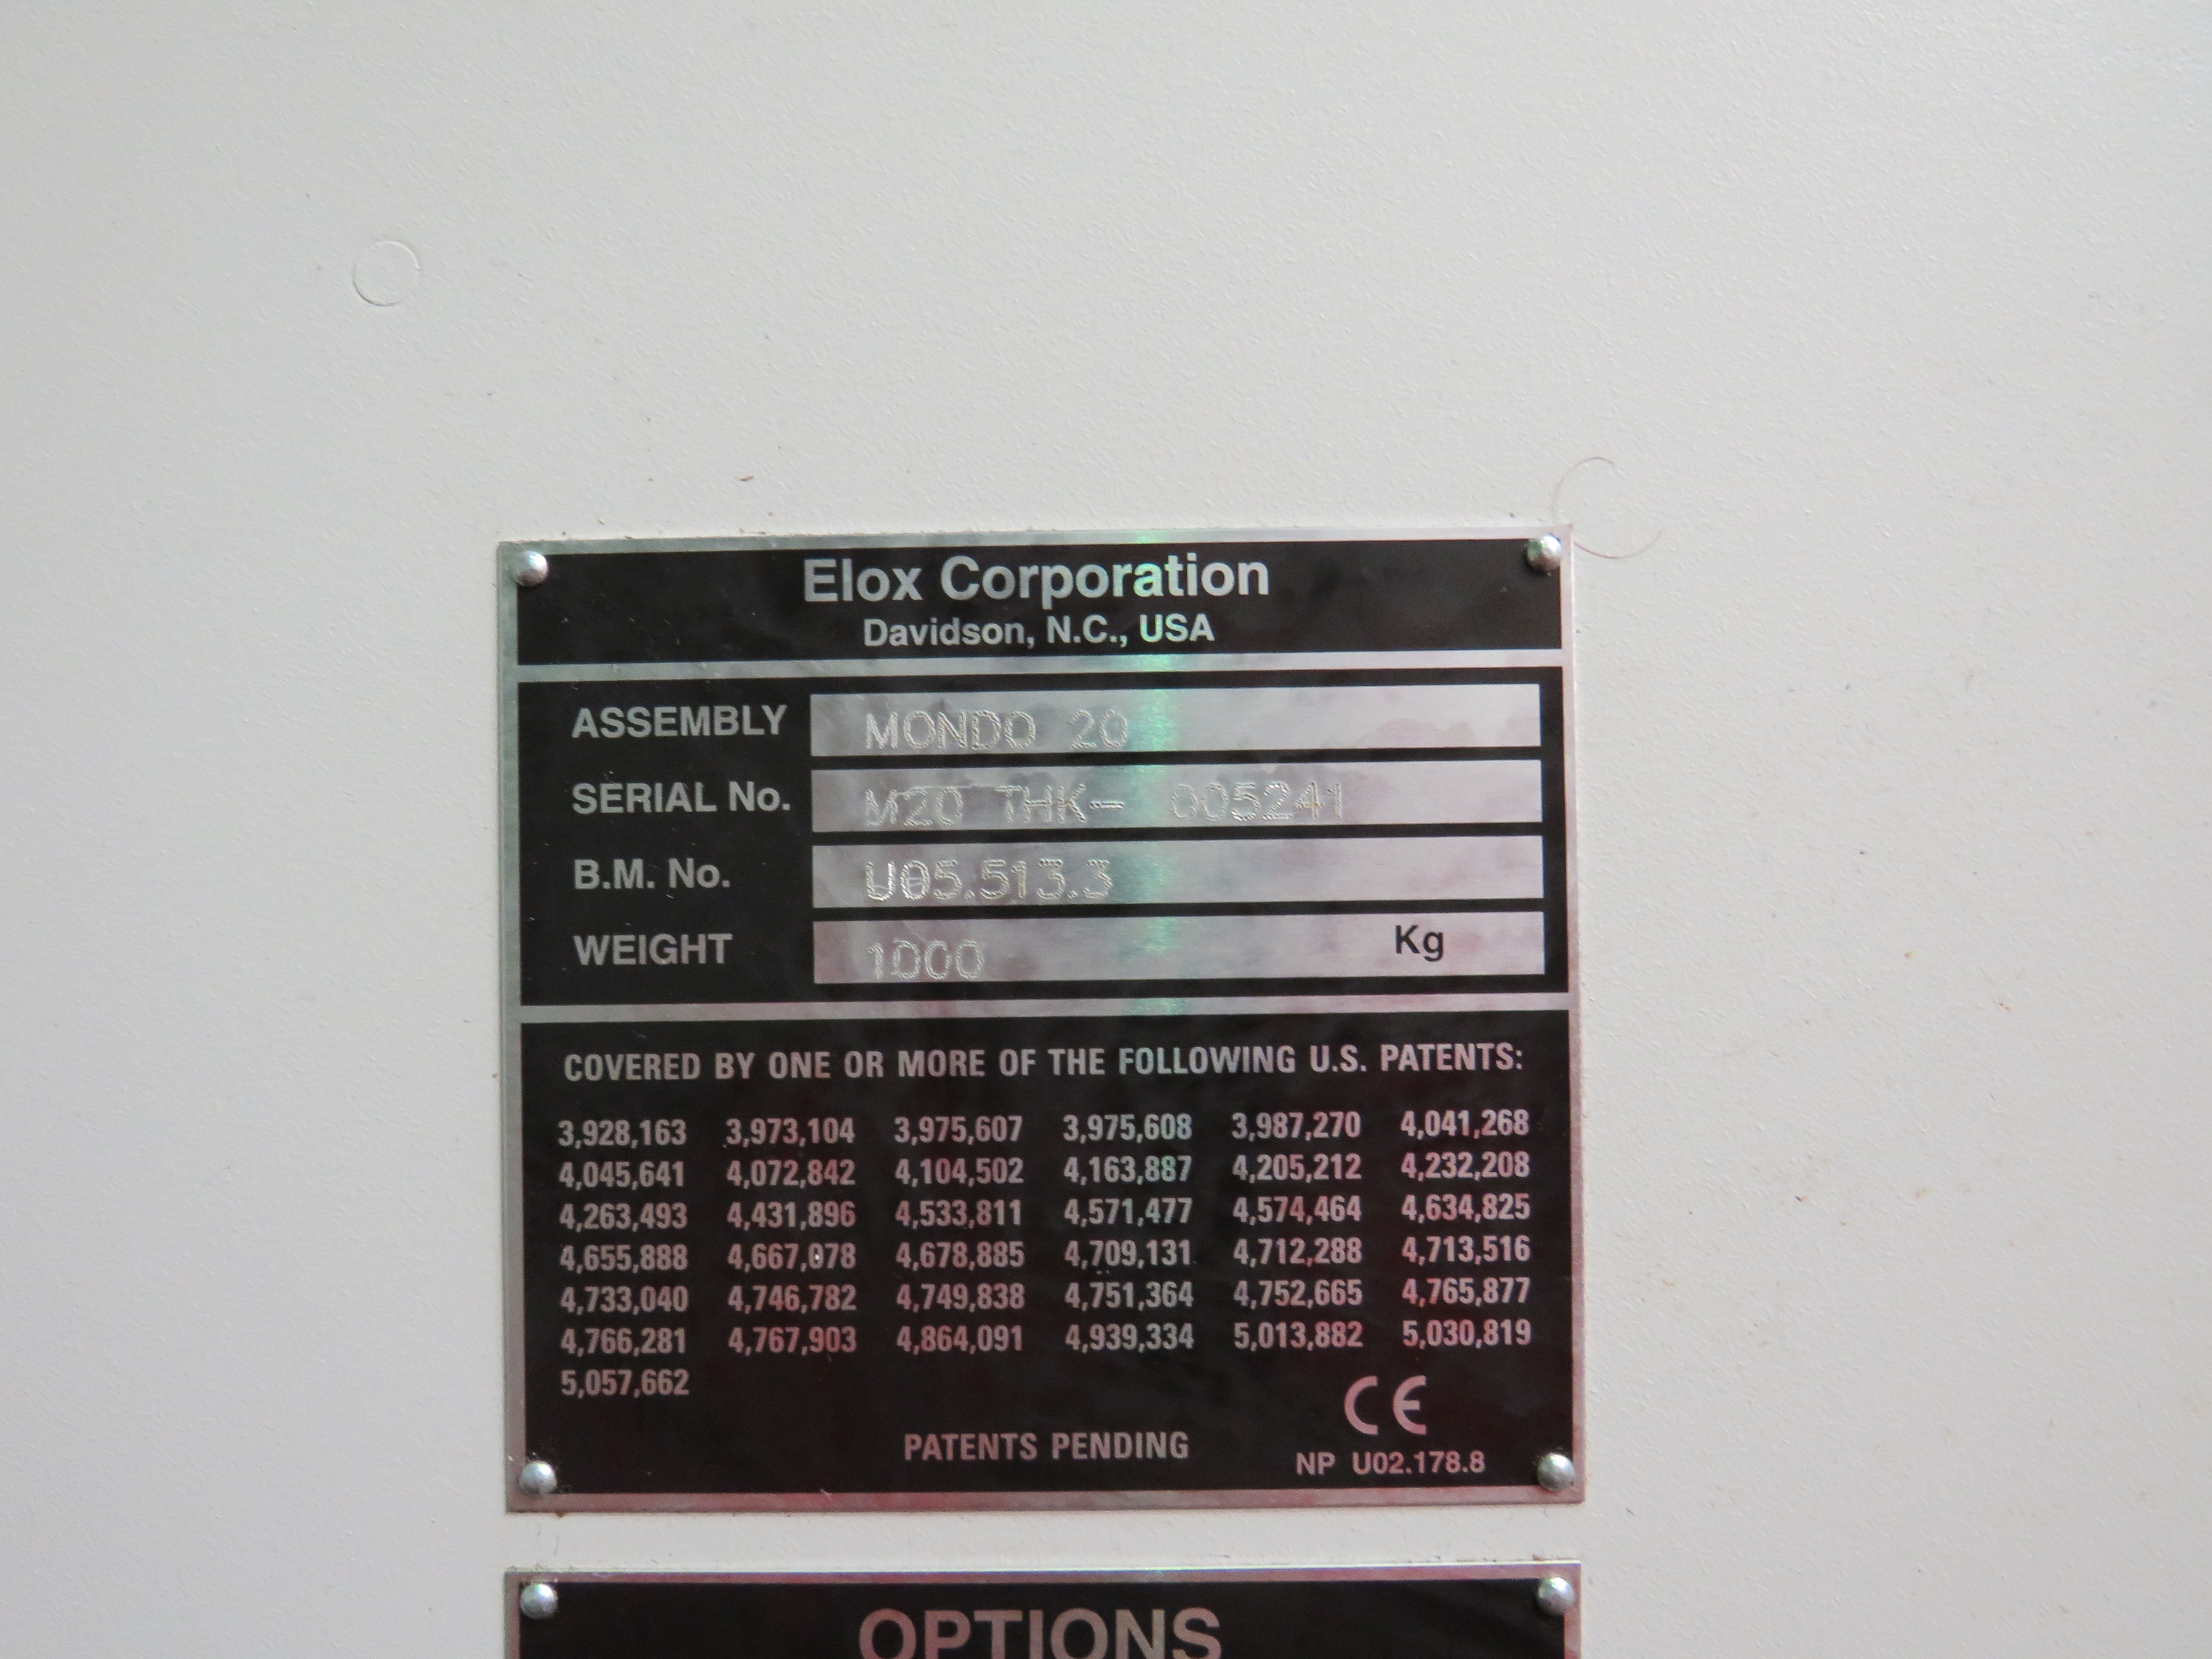 Elox Corporation
Davidson, N.C., USA
ASSEMBLY MONDO 20
SERIAL No. M20 THK- 005241
B.M. No. U05.513.3
WEIGHT 1000 Kg
COVERED BY ONE OR MORE OF THE FOLLOWING U.S. PATENTS:
3,928,163 3,973,104 3,975,607 3,975,608 3,987,270 4,041,268
4,045,641 4,072,842 4,104,502 4,163,887 4,205,212 4,232,208
4,263,493 4,431,896 4,533,811 4,571,477 4,574,464 4,634,825
4,655,888 4,667,078 4,678,885 4,709,131 4,712,288 4,713,516
4,733,040 4,746,782 4,749,838 4,751,364 4,752,665 4,765,877
4,766,281 4,767,903 4,864,091 4,939,334 5,013,882 5,030,819
5,057,662
CE
PATENTS PENDING
NP U02.178.8
OPTIONS